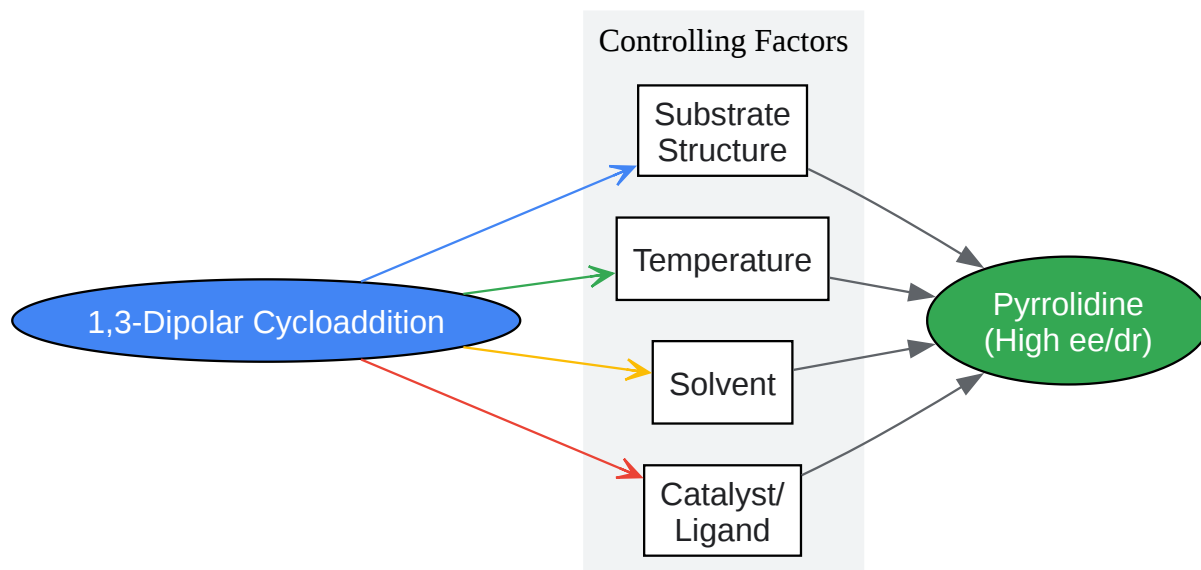 Controlling Factors
Substrate
Structure
Temperature
1,3-Dipolar Cycloaddition
Solvent
Catalyst/
Ligand
Pyrrolidine
(High ee/dr)